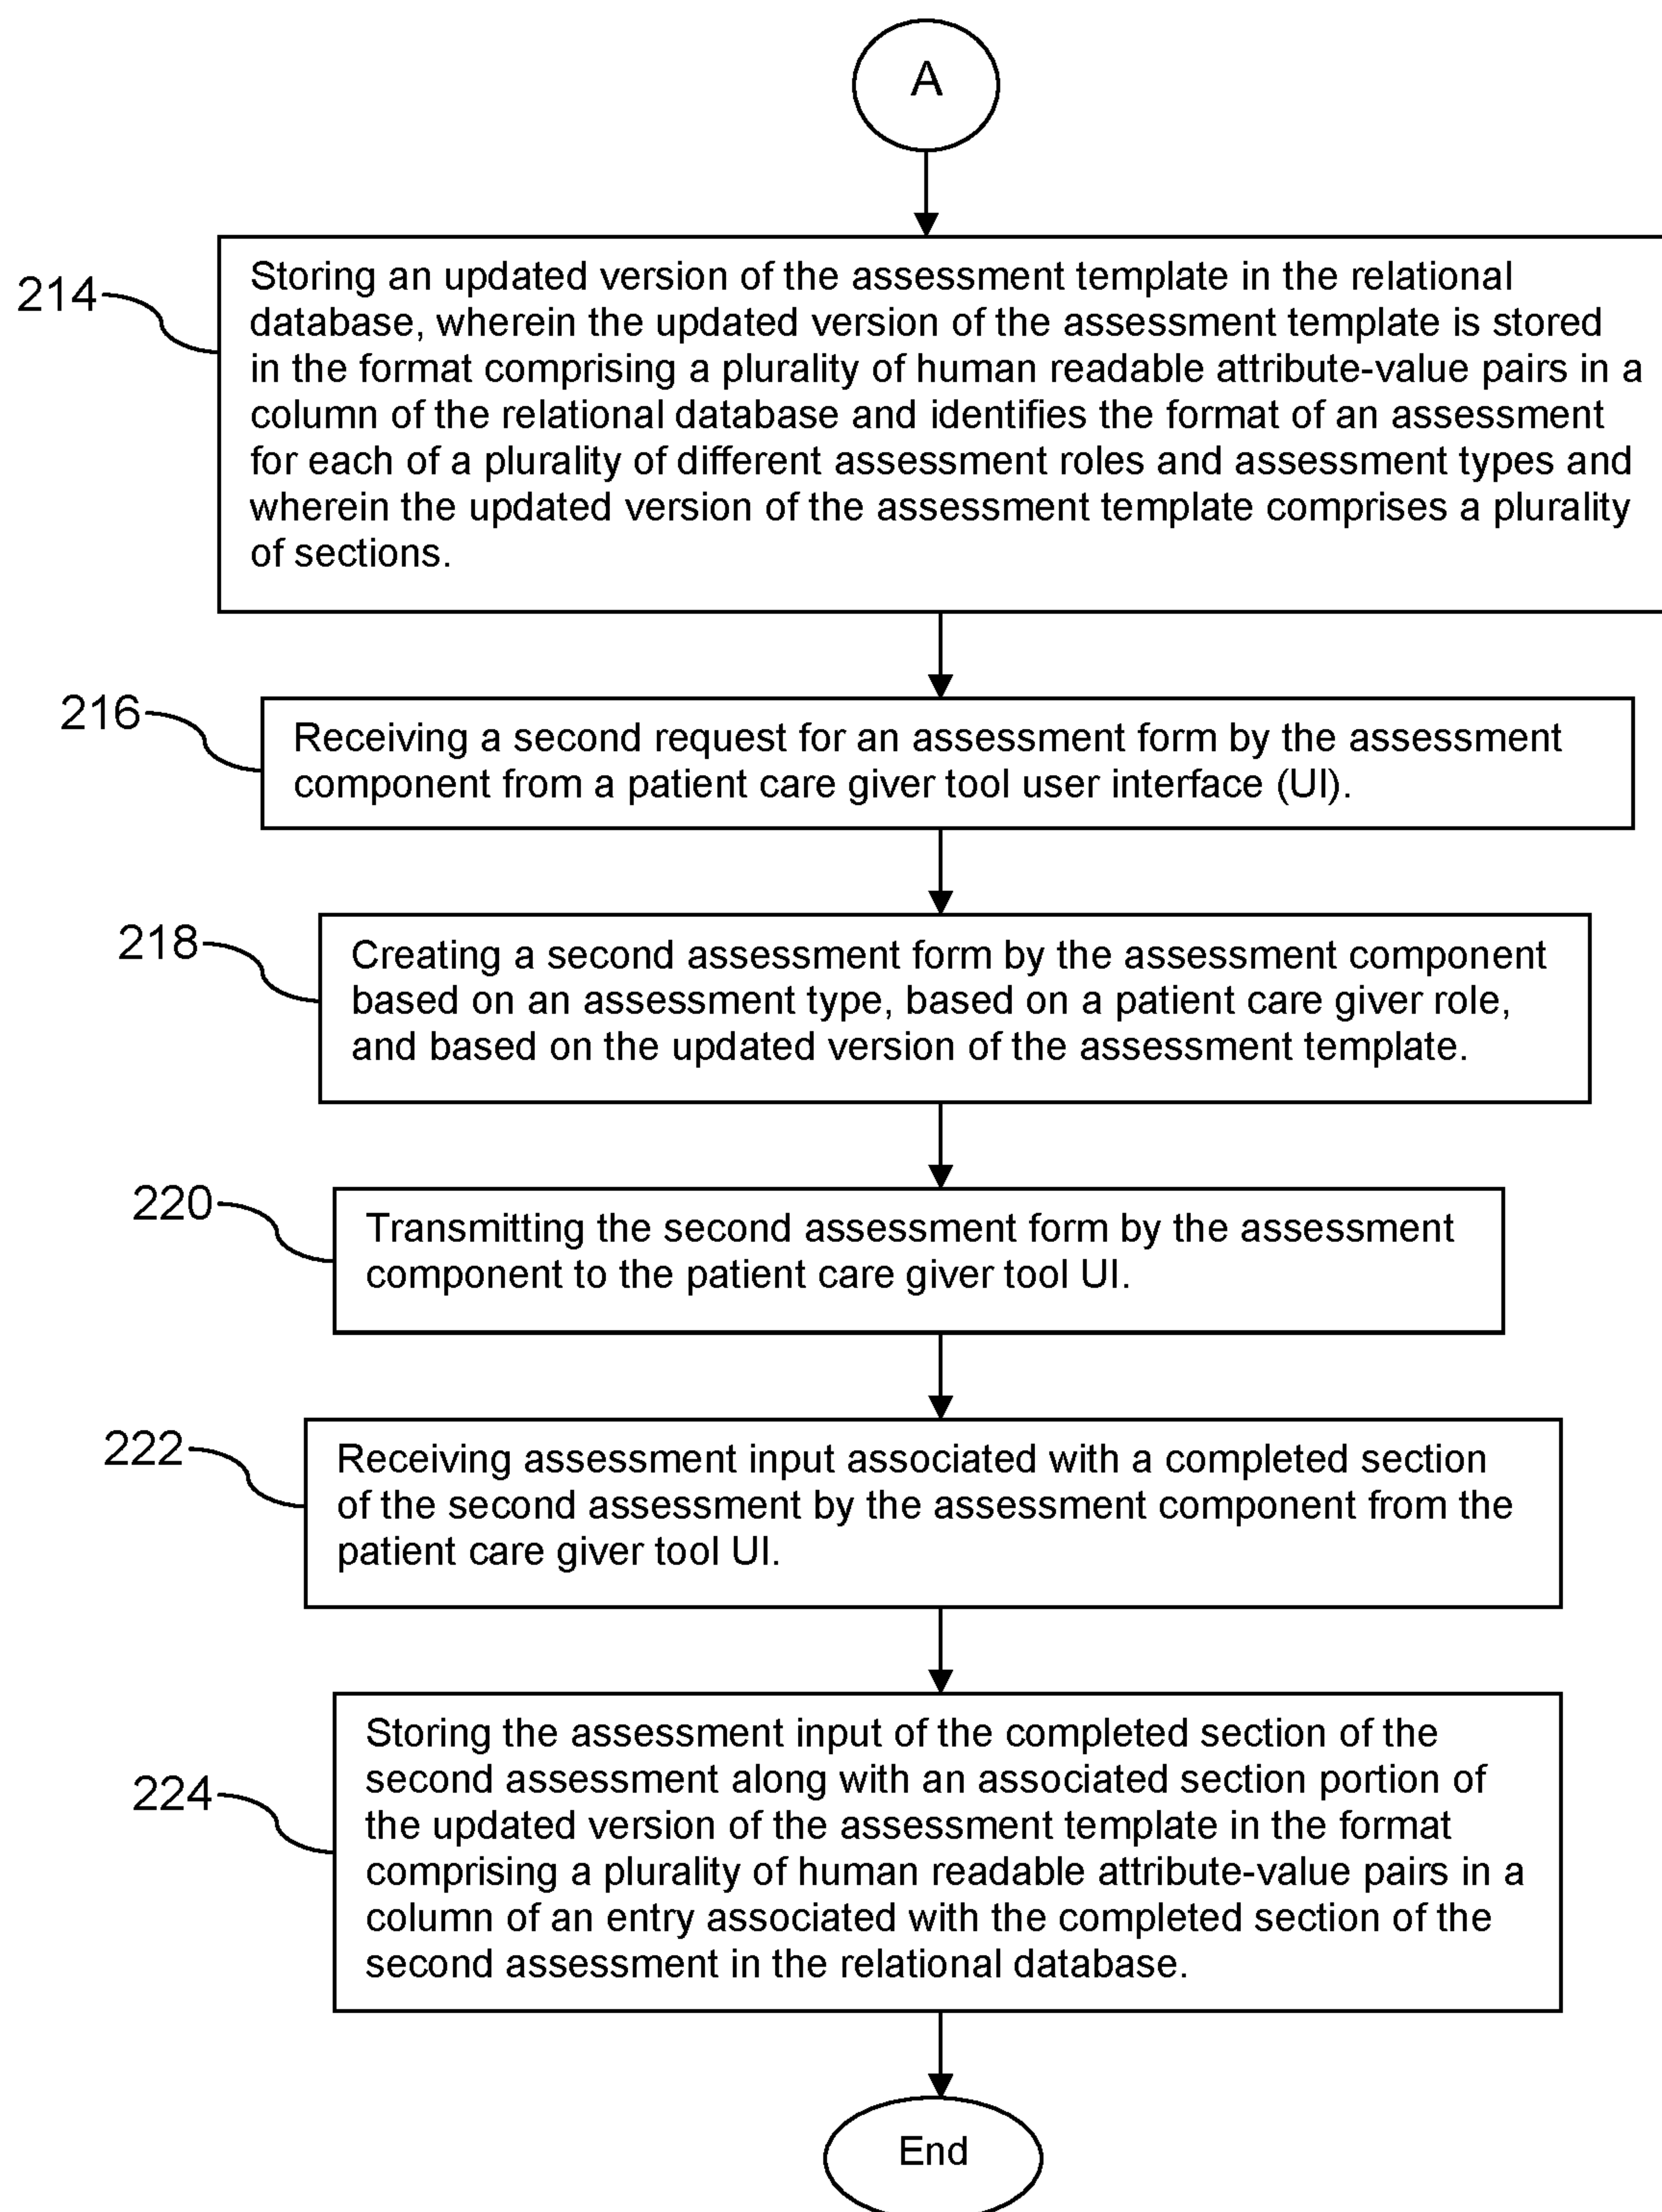 A
214
Storing an updated version of the assessment template in the relational
database, wherein the updated version of the assessment template is stored
in the format comprising a plurality of human readable attribute-value pairs in a
column of the relational database and identifies the format of an assessment
for each of a plurality of different assessment roles and assessment types and
wherein the updated version of the assessment template comprises a plurality
of sections.
216
Receiving a second request for an assessment form by the assessment
component from a patient care giver tool user interface (UI).
218
Creating a second assessment form by the assessment component
based on an assessment type, based on a patient care giver role,
and based on the updated version of the assessment template.
220
Transmitting the second assessment form by the assessment
component to the patient care giver tool UI.
222
Receiving assessment input associated with a completed section
of the second assessment by the assessment component from the
patient care giver tool UI.
224
Storing the assessment input of the completed section of the
second assessment along with an associated section portion of
the updated version of the assessment template in the format
comprising a plurality of human readable attribute-value pairs in a
column of an entry associated with the completed section of the
second assessment in the relational database.
End